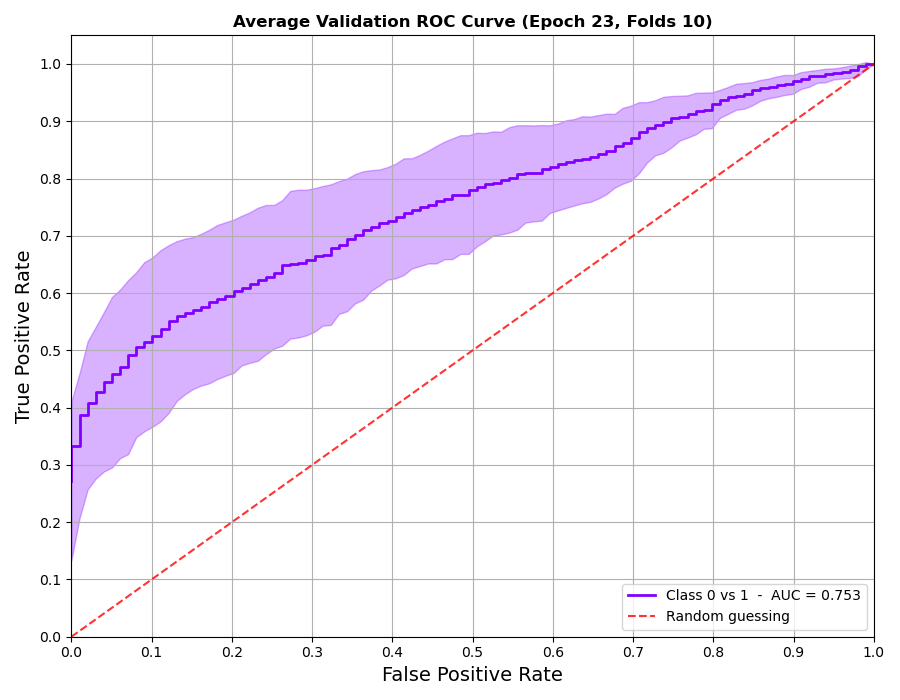 Average Validation ROC Curve (Epoch 23, Folds 10)
True Positive Rate
1.0
0.9
0.8
0.7
0.6
0.5
0.4
0.3
0.2
0.1
0.0
Class 0 vs 1 - AUC = 0.753
Random guessing
0.0 0.1 0.2 0.3 0.4 0.5 0.6 0.7 0.8 0.9 1.0
False Positive Rate